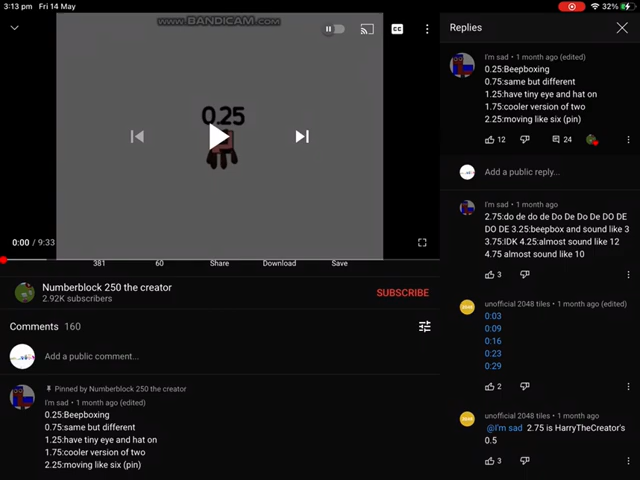 3:13 pm Fri 14 May
32%
www.BANDICAM.com
CC
0.25
0:00 / 9:33
381 60 Share Download Save
Numberblock 250 the creator
2.92K subscribers
SUBSCRIBE
Comments 160
Add a public comment...
Pinned by Numberblock 250 the creator
I'm sad • 1 month ago (edited)
0.25:Beepboxing
0.75:same but different
1.25:have tiny eye and hat on
1.75:cooler version of two
2.25:moving like six (pin)
Replies
I'm sad • 1 month ago (edited)
0.25:Beepboxing
0.75:same but different
1.25:have tiny eye and hat on
1.75:cooler version of two
2.25:moving like six (pin)
12 24
Add a public reply...
I'm sad • 1 month ago
2.75:do de do de Do De Do De DO DE
DO DE 3.25:beepbox and sound like 3
3.75:IDK 4.25:almost sound like 12
4.75 almost sound like 10
3
unofficial 2048 tiles • 1 month ago (edited)
0:03
0:09
0:16
0:23
0:29
2
unofficial 2048 tiles • 1 month ago
@I'm sad 2.75 is HarryTheCreator's
0.5
3